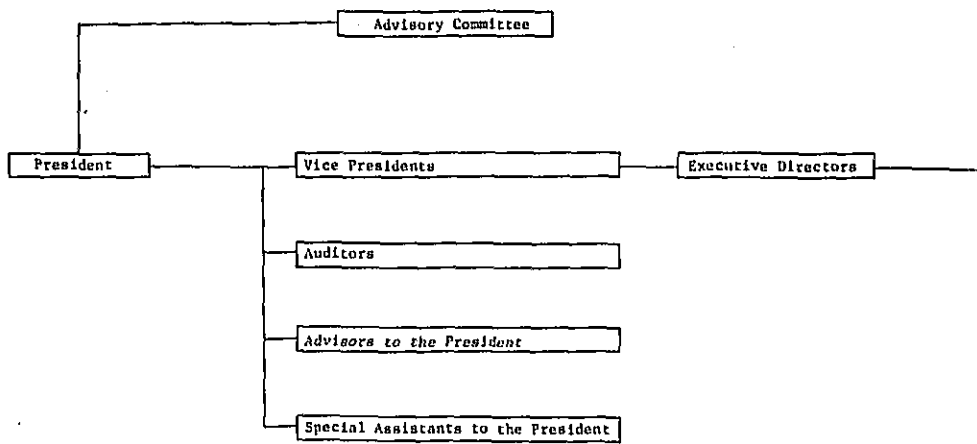 Advisory Committee
President
Vice Presidents
Executive Directors
Auditors
Advisors to the President
Special Assistants to the President